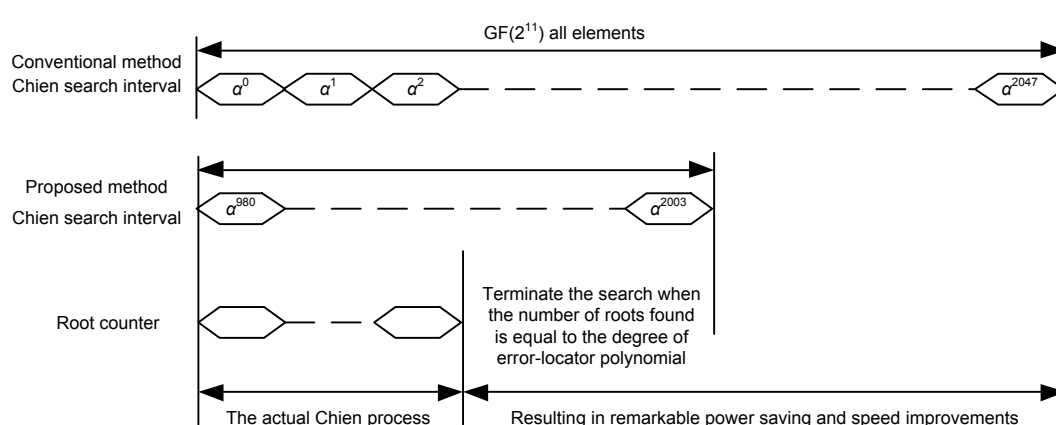 GF(2¹¹) all elements
Conventional method
Chien search interval
α⁰
α¹
α²
α²⁰⁴⁷
Proposed method
Chien search interval
α⁹⁸⁰
α²⁰⁰³
Root counter
Terminate the search when
the number of roots found
is equal to the degree of
error-locator polynomial
The actual Chien process
Resulting in remarkable power saving and speed improvements